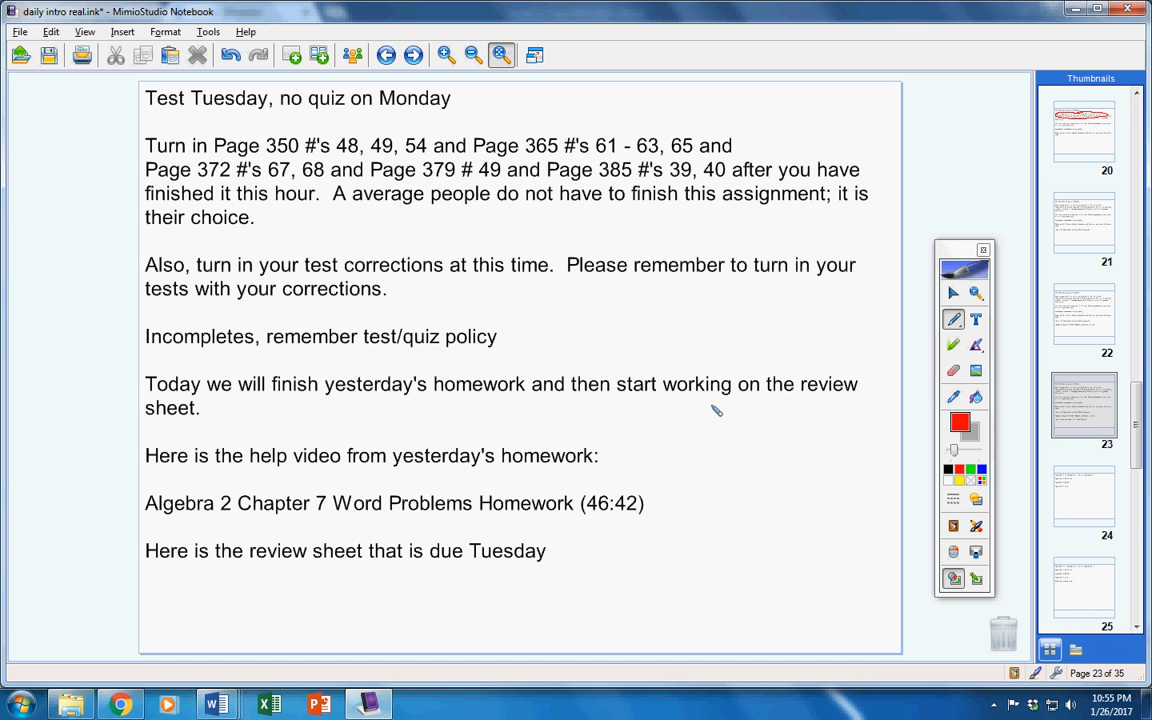 daily intro real.ink* - MimioStudio Notebook
File Edit View Insert Format Tools Help
Test Tuesday, no quiz on Monday
Turn in Page 350 #'s 48, 49, 54 and Page 365 #'s 61 - 63, 65 and
Page 372 #'s 67, 68 and Page 379 # 49 and Page 385 #'s 39, 40 after you have
finished it this hour.  A average people do not have to finish this assignment; it is
their choice.
Also, turn in your test corrections at this time.  Please remember to turn in your
tests with your corrections.
Incompletes, remember test/quiz policy
Today we will finish yesterday's homework and then start working on the review
sheet.
Here is the help video from yesterday's homework:
Algebra 2 Chapter 7 Word Problems Homework (46:42)
Here is the review sheet that is due Tuesday
Thumbnails
20
21
22
23
24
25
Page 23 of 35
10:55 PM
1/26/2017